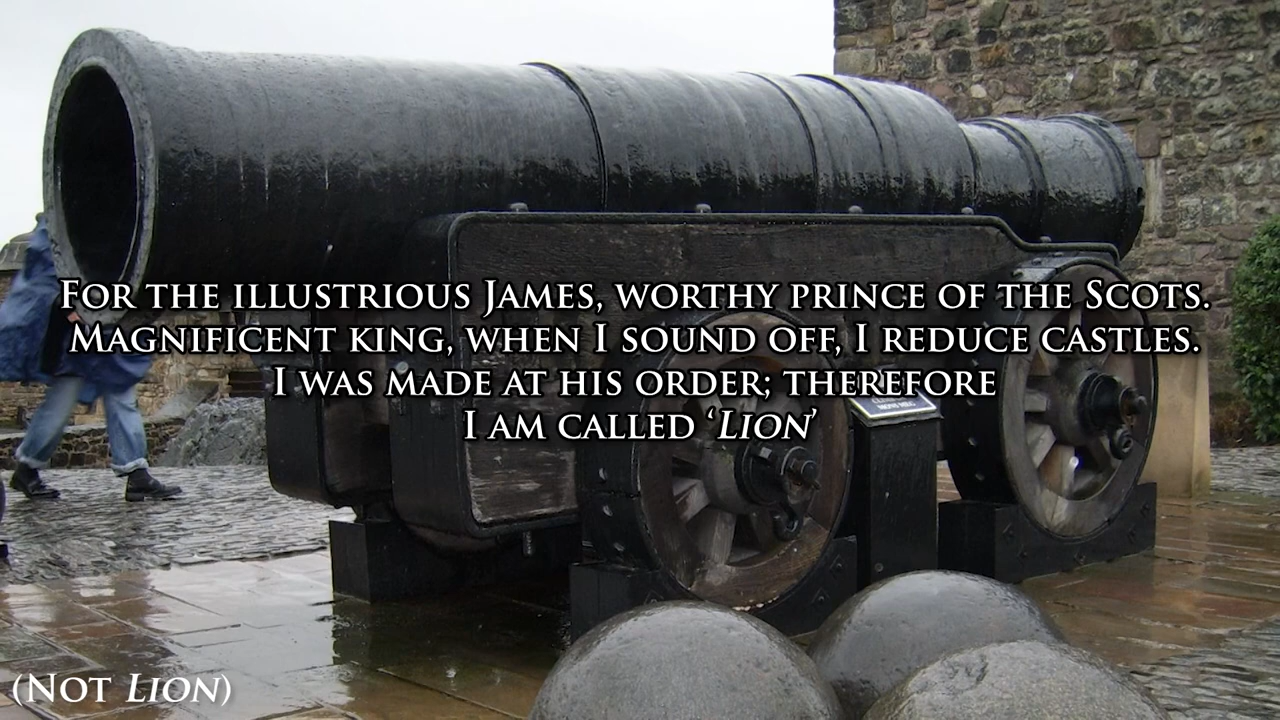 For the illustrious James, worthy prince of the Scots.
Magnificent king, when I sound off, I reduce castles.
I was made at his order; therefore
I am called ‘Lion’
(Not Lion)